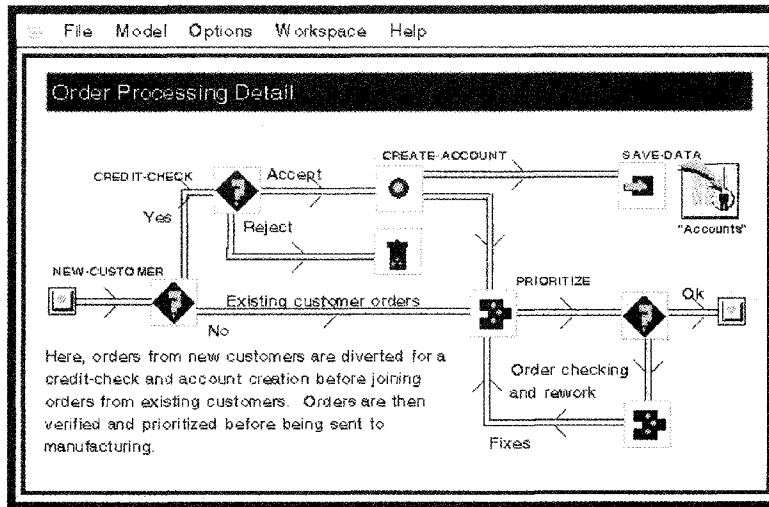 File Model Options Workspace Help
Order Processing Detail
CREDIT-CHECK
Accept
CREATE-ACCOUNT
SAVE-DATA
Yes
Reject
"Accounts"
NEW-CUSTOMER
PRIORITIZE
Existing customer orders
Ok
No
Here, orders from new customers are diverted for a
credit-check and account creation before joining
orders from existing customers. Orders are then
verified and prioritized before being sent to
manufacturing.
Order checking
and rework
Fixes